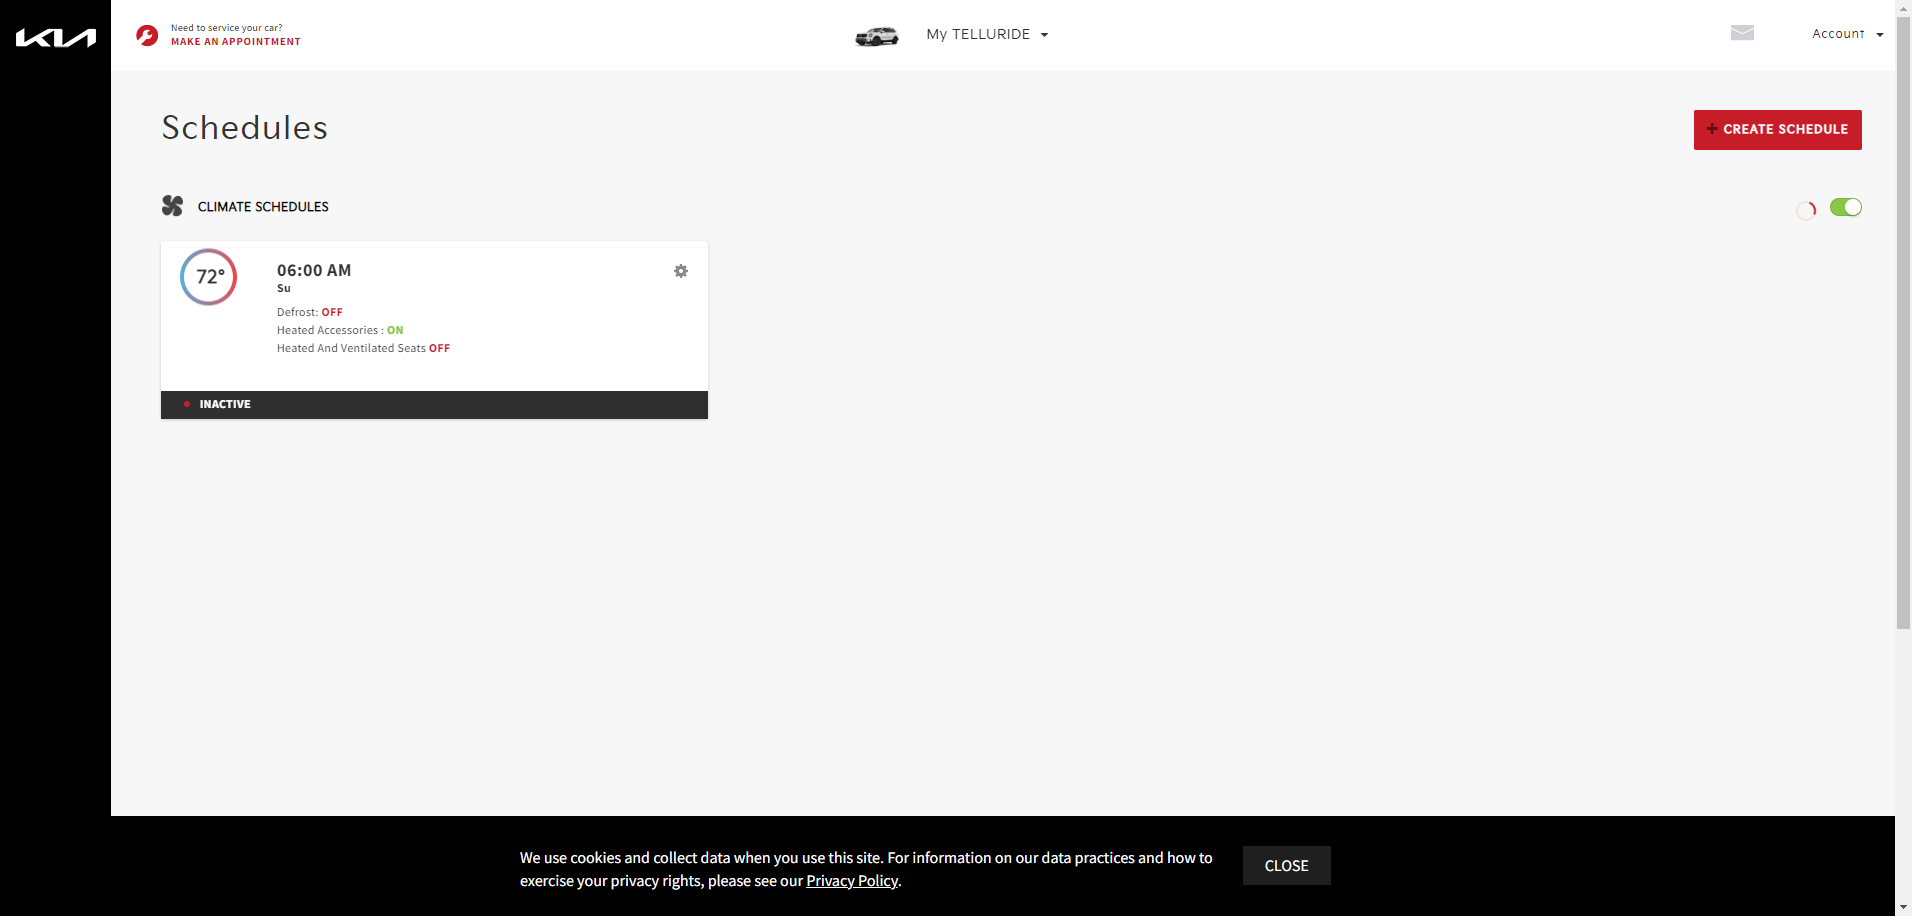 KIA
Need to service your car?
MAKE AN APPOINTMENT
My TELLURIDE
Account
Schedules
+ CREATE SCHEDULE
CLIMATE SCHEDULES
72°
06:00 AM
Su
Defrost: OFF
Heated Accessories : ON
Heated And Ventilated Seats OFF
INACTIVE
We use cookies and collect data when you use this site. For information on our data practices and how to
exercise your privacy rights, please see our Privacy Policy.
CLOSE